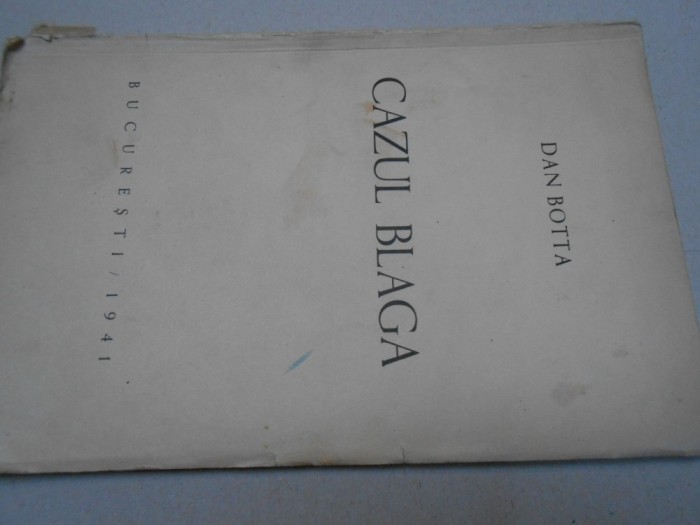 DAN BOTTA
CAZUL BLAGA
BUCUREȘTI / 1941